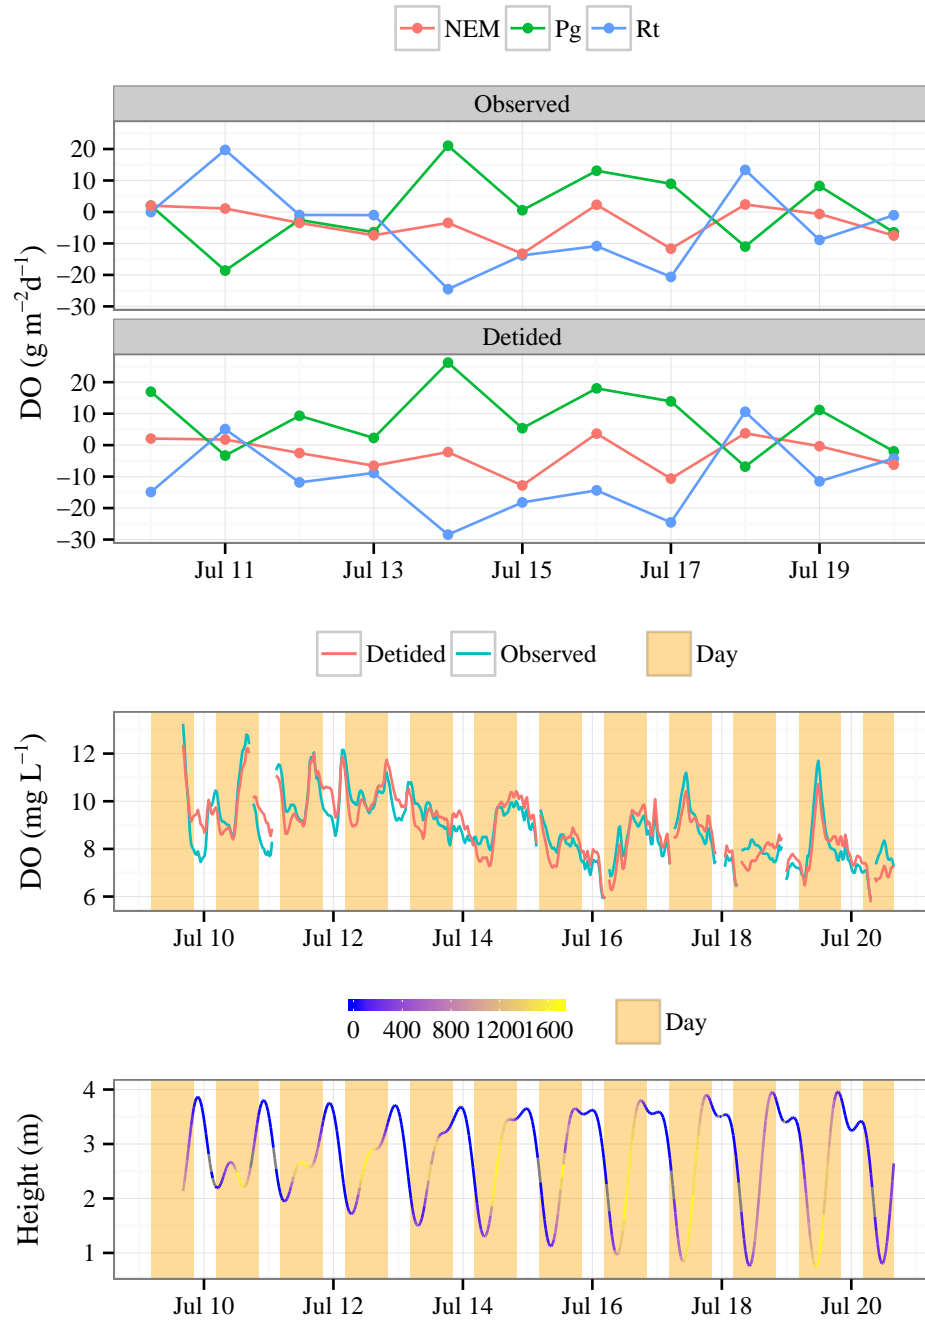 NEM Pg Rt
Observed
20
10
0
−10
−20
−30
Detided
20
10
0
−10
−20
−30
DO (g m⁻²d⁻¹)
Jul 11 Jul 13 Jul 15 Jul 17 Jul 19
Detided Observed Day
12
10
8
6
DO (mg L⁻¹)
Jul 10 Jul 12 Jul 14 Jul 16 Jul 18 Jul 20
0 400 800 1200 1600 Day
4
3
2
1
Height (m)
Jul 10 Jul 12 Jul 14 Jul 16 Jul 18 Jul 20